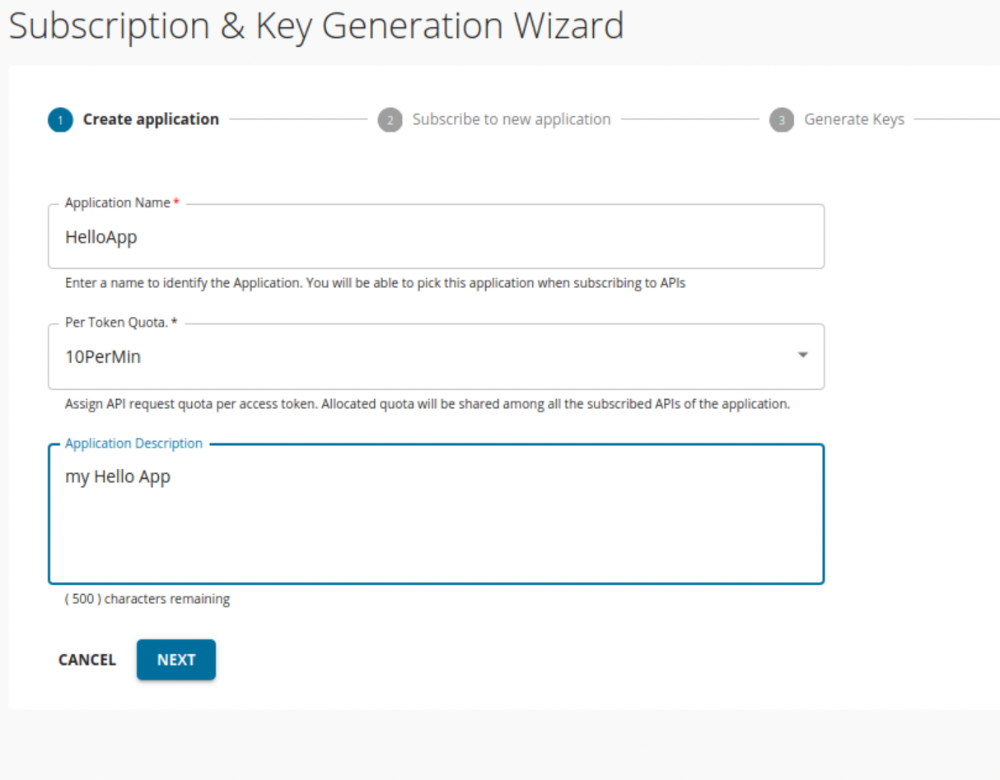 Subscription & Key Generation Wizard
1 Create application 2 Subscribe to new application 3 Generate Keys
Application Name *
HelloApp
Enter a name to identify the Application. You will be able to pick this application when subscribing to APIs
Per Token Quota. *
10PerMin
Assign API request quota per access token. Allocated quota will be shared among all the subscribed APIs of the application.
Application Description
my Hello App
( 500 ) characters remaining
CANCEL NEXT